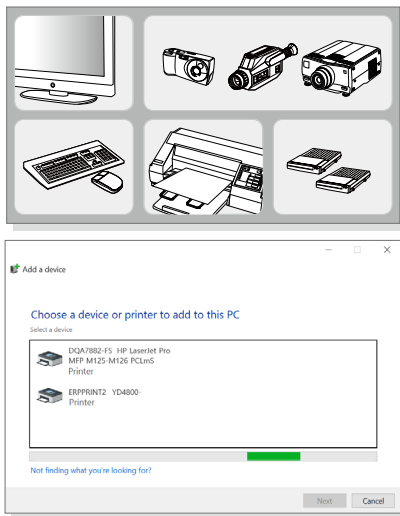 Add a device
Choose a device or printer to add to this PC
Select a device
DQA7882-F5 HP LaserJet Pro
MFP M125-M126 PCLmS
Printer
ERPPRINT2 YD4800-
Printer
Not finding what you're looking for?
Next Cancel